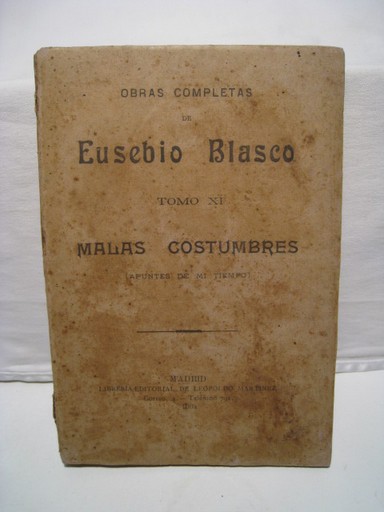 OBRAS COMPLETAS
DE
Eusebio Blasco
TOMO XI
MALAS COSTUMBRES
(APUNTES DE MI TIEMPO)
MADRID
LIBRERÍA EDITORIAL DE LEOPOLDO MARTÍNEZ